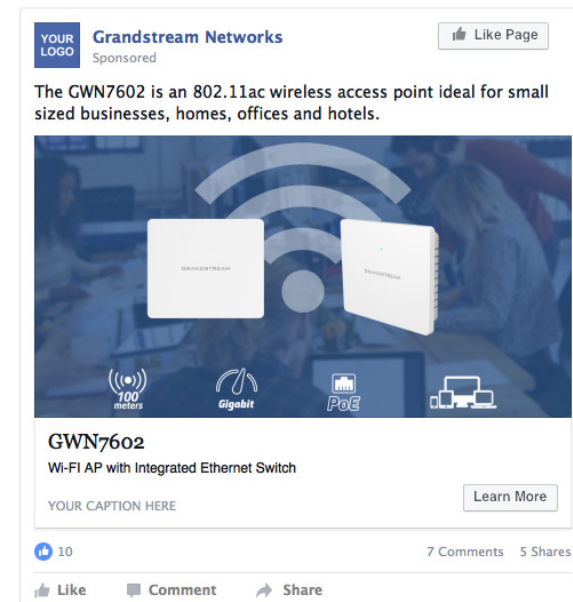 YOUR
LOGO
Grandstream Networks
Sponsored
Like Page
The GWN7602 is an 802.11ac wireless access point ideal for small
sized businesses, homes, offices and hotels.
GRANDSTREAM
GRANDSTREAM
100
meters
Gigabit
PoE
GWN7602
Wi-FI AP with Integrated Ethernet Switch
YOUR CAPTION HERE
Learn More
10
7 Comments 5 Shares
Like Comment Share